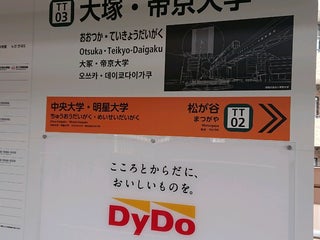 TT
03
大塚・帝京大学
おおつか・ていきょうだいがく
Otsuka・Teikyo-Daigaku
大塚・帝京大学
오쓰카・데이쿄다이가쿠
中央大学・明星大学
ちゅうおうだいがく・めいせいだいがく
松が谷
まつがや
TT
02
こころとからだに、
おいしいものを。
DyDo